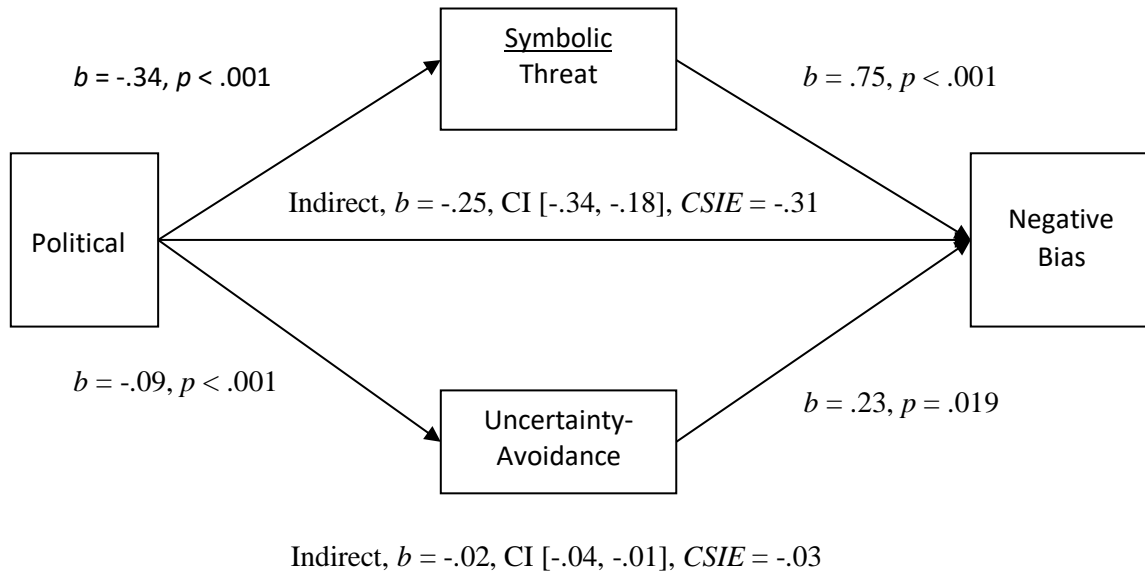 Symbolic
Threat
b = -.34, p < .001
b = .75, p < .001
Indirect, b = -.25, CI [-.34, -.18], CSIE = -.31
Political
Negative
Bias
b = -.09, p < .001
b = .23, p = .019
Uncertainty-
Avoidance
Indirect, b = -.02, CI [-.04, -.01], CSIE = -.03